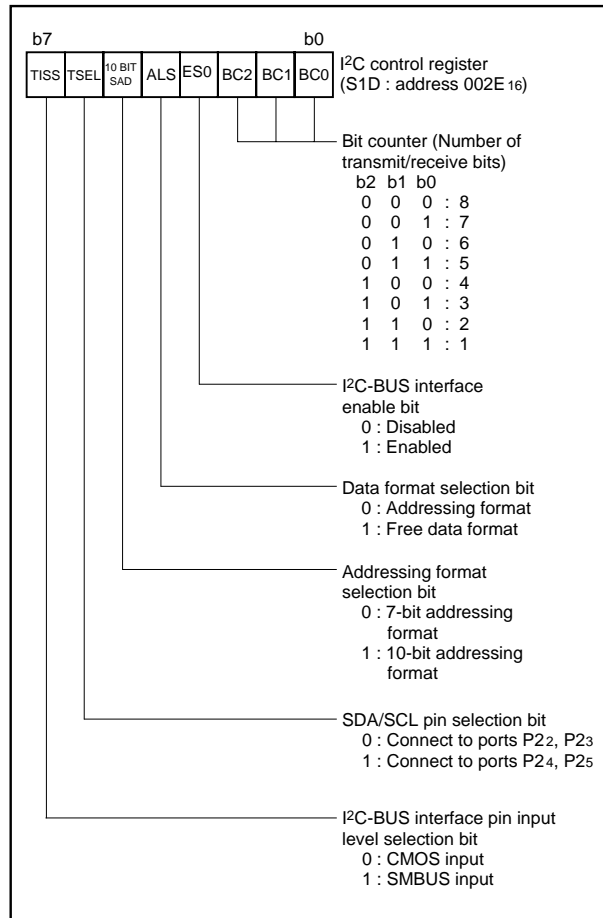 b7 b0
TISS TSEL 10 BIT SAD ALS ES0 BC2 BC1 BC0
I2C control register
(S1D : address 002E16)
Bit counter (Number of
transmit/receive bits)
b2 b1 b0
0 0 0 : 8
0 0 1 : 7
0 1 0 : 6
0 1 1 : 5
1 0 0 : 4
1 0 1 : 3
1 1 0 : 2
1 1 1 : 1
I2C-BUS interface
enable bit
0 : Disabled
1 : Enabled
Data format selection bit
0 : Addressing format
1 : Free data format
Addressing format
selection bit
0 : 7-bit addressing
format
1 : 10-bit addressing
format
SDA/SCL pin selection bit
0 : Connect to ports P22, P23
1 : Connect to ports P24, P25
I2C-BUS interface pin input
level selection bit
0 : CMOS input
1 : SMBUS input